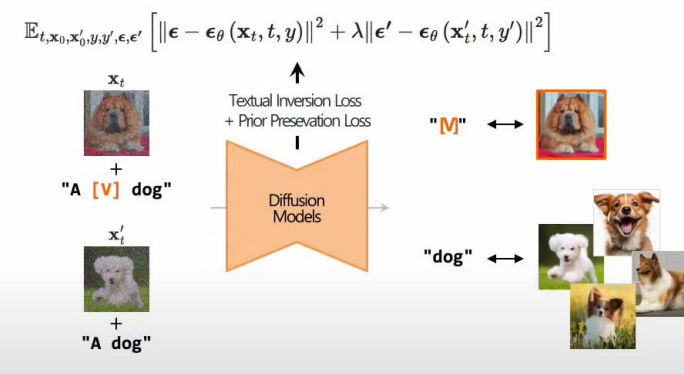 𝔼_{t,x_0,x'_0,y,y',ε,ε'} [‖ε − ε_θ (x_t, t, y)‖² + λ‖ε' − ε_θ (x'_t, t, y')‖²]
x_t
+
"A [V] dog"
x'_t
+
"A dog"
Textual Inversion Loss
+ Prior Presevation Loss
Diffusion
Models
"[V]"
"dog"